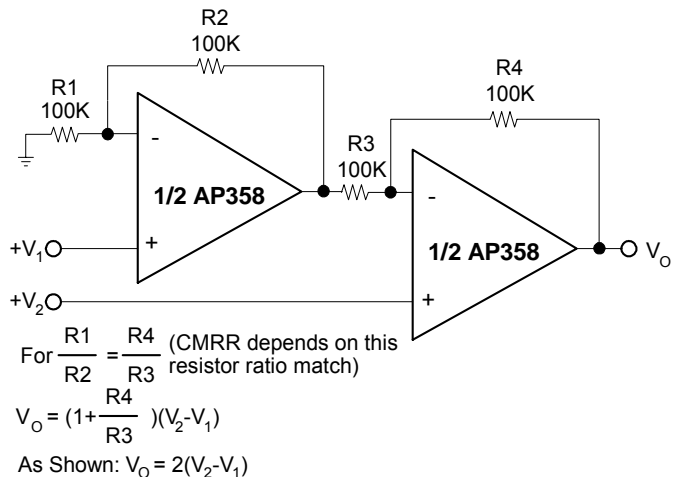 R2
100K
R1
100K
R4
100K
R3
100K
-
1/2 AP358
+
-
1/2 AP358
+
+V1
+V2
VO
For R1/R2 = R4/R3 (CMRR depends on this
resistor ratio match)
VO = (1+ R4/R3 )(V2-V1)
As Shown: VO = 2(V2-V1)